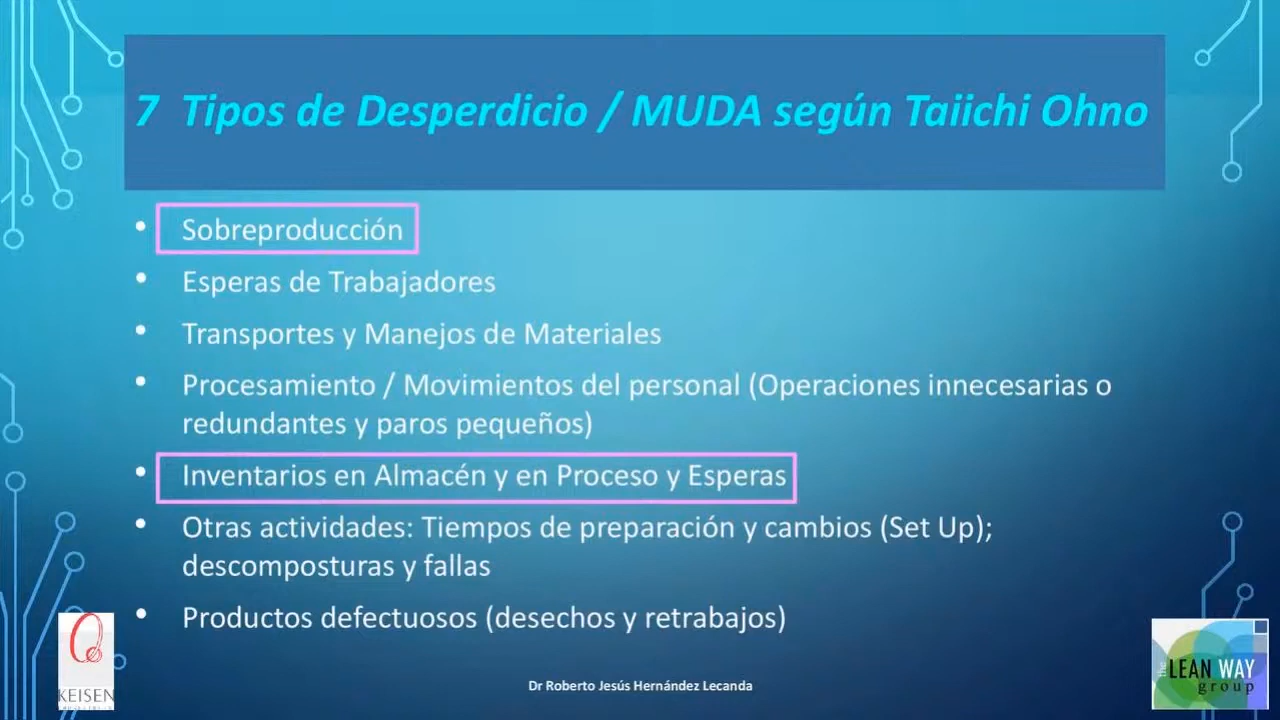 7 Tipos de Desperdicio / MUDA según Taiichi Ohno
• Sobreproducción
• Esperas de Trabajadores
• Transportes y Manejos de Materiales
• Procesamiento / Movimientos del personal (Operaciones innecesarias o
redundantes y paros pequeños)
• Inventarios en Almacén y en Proceso y Esperas
• Otras actividades: Tiempos de preparación y cambios (Set Up);
descomposturas y fallas
• Productos defectuosos (desechos y retrabajos)
KEISEN
Dr Roberto Jesús Hernández Lecanda
the LEAN WAY
group